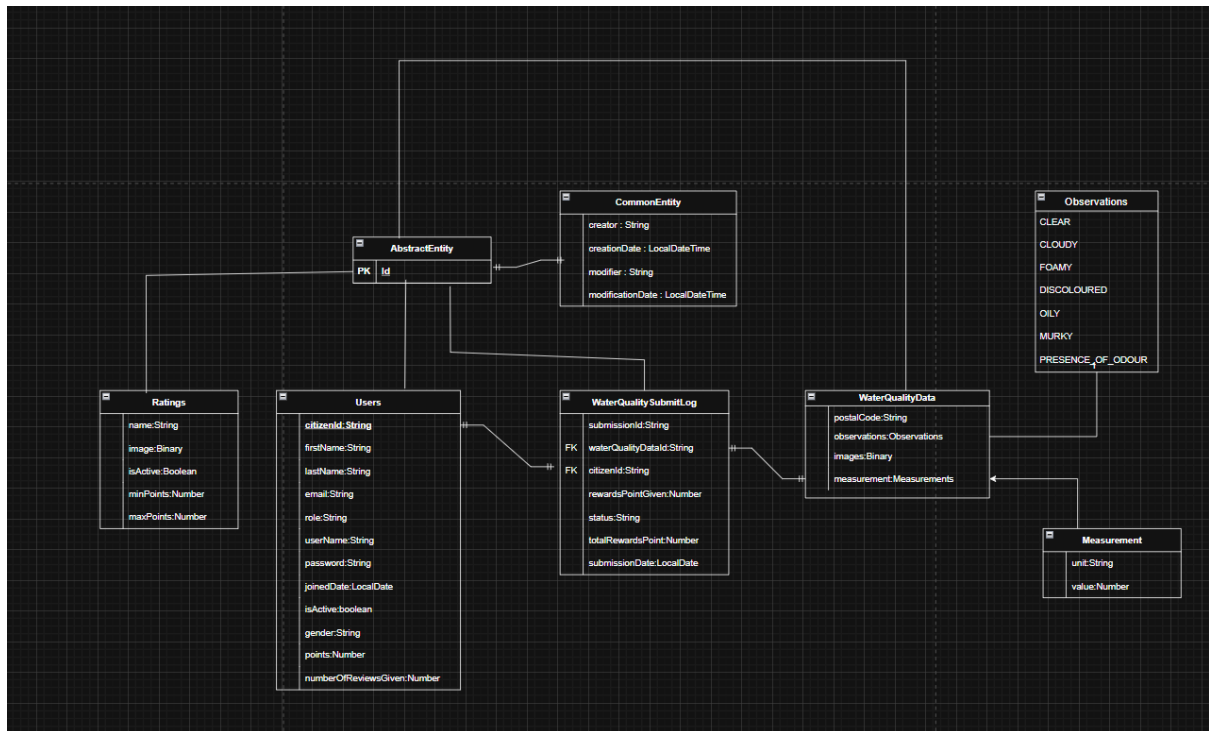 CommonEntity
creator : String
creationDate : LocalDateTime
modifier : String
modificationDate : LocalDateTime
Observations
CLEAR
CLOUDY
FOAMY
DISCOLOURED
OILY
MURKY
PRESENCE_OF_ODOUR
AbstractEntity
PK Id
Ratings
name:String
image:Binary
isActive:Boolean
minPoints:Number
maxPoints:Number
Users
citizenId:String
firstName:String
lastName:String
email:String
role:String
userName:String
password:String
joinedDate:LocalDate
isActive:boolean
gender:String
points:Number
numberOfReviewsGiven:Number
WaterQualitySubmitLog
submissionId:String
FK waterQualityDataId:String
FK citizenId:String
rewardsPointGiven:Number
status:String
totalRewardsPoint:Number
submissionDate:LocalDate
WaterQualityData
postalCode:String
observations:Observations
images:Binary
measurement:Measurements
Measurement
unit:String
value:Number